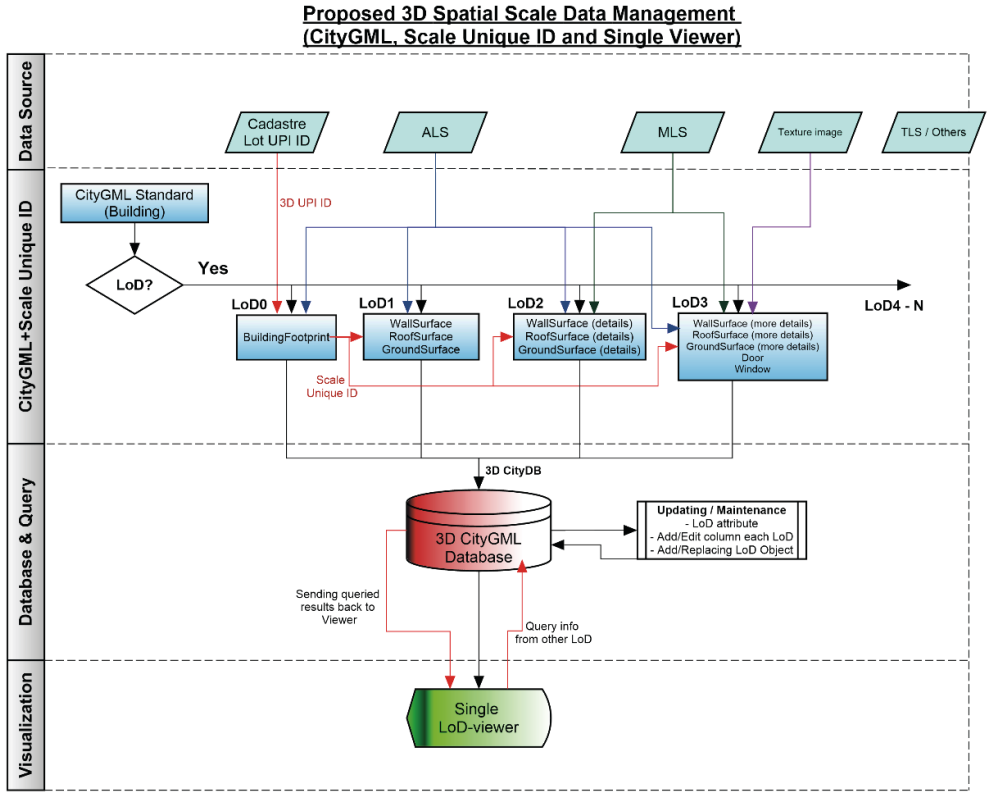 Proposed 3D Spatial Scale Data Management
(CityGML, Scale Unique ID and Single Viewer)
Data Source
Cadastre
Lot UPI ID
ALS
MLS
Texture image
TLS / Others
CityGML+Scale Unique ID
CityGML Standard
(Building)
3D UPI ID
LoD?
Yes
LoD0
LoD1
LoD2
LoD3
LoD4 - N
BuildingFootprint
WallSurface
RoofSurface
GroundSurface
WallSurface (details)
RoofSurface (details)
GroundSurface (details)
WallSurface (more details)
RoofSurface (more details)
GroundSurface (more details)
Door
Window
Scale
Unique ID
Database & Query
3D CityDB
3D CityGML
Database
Updating / Maintenance
- LoD attribute
- Add/Edit column each LoD
- Add/Replacing LoD Object
Sending queried
results back to
Viewer
Query info
from other LoD
Visualization
Single
LoD-viewer